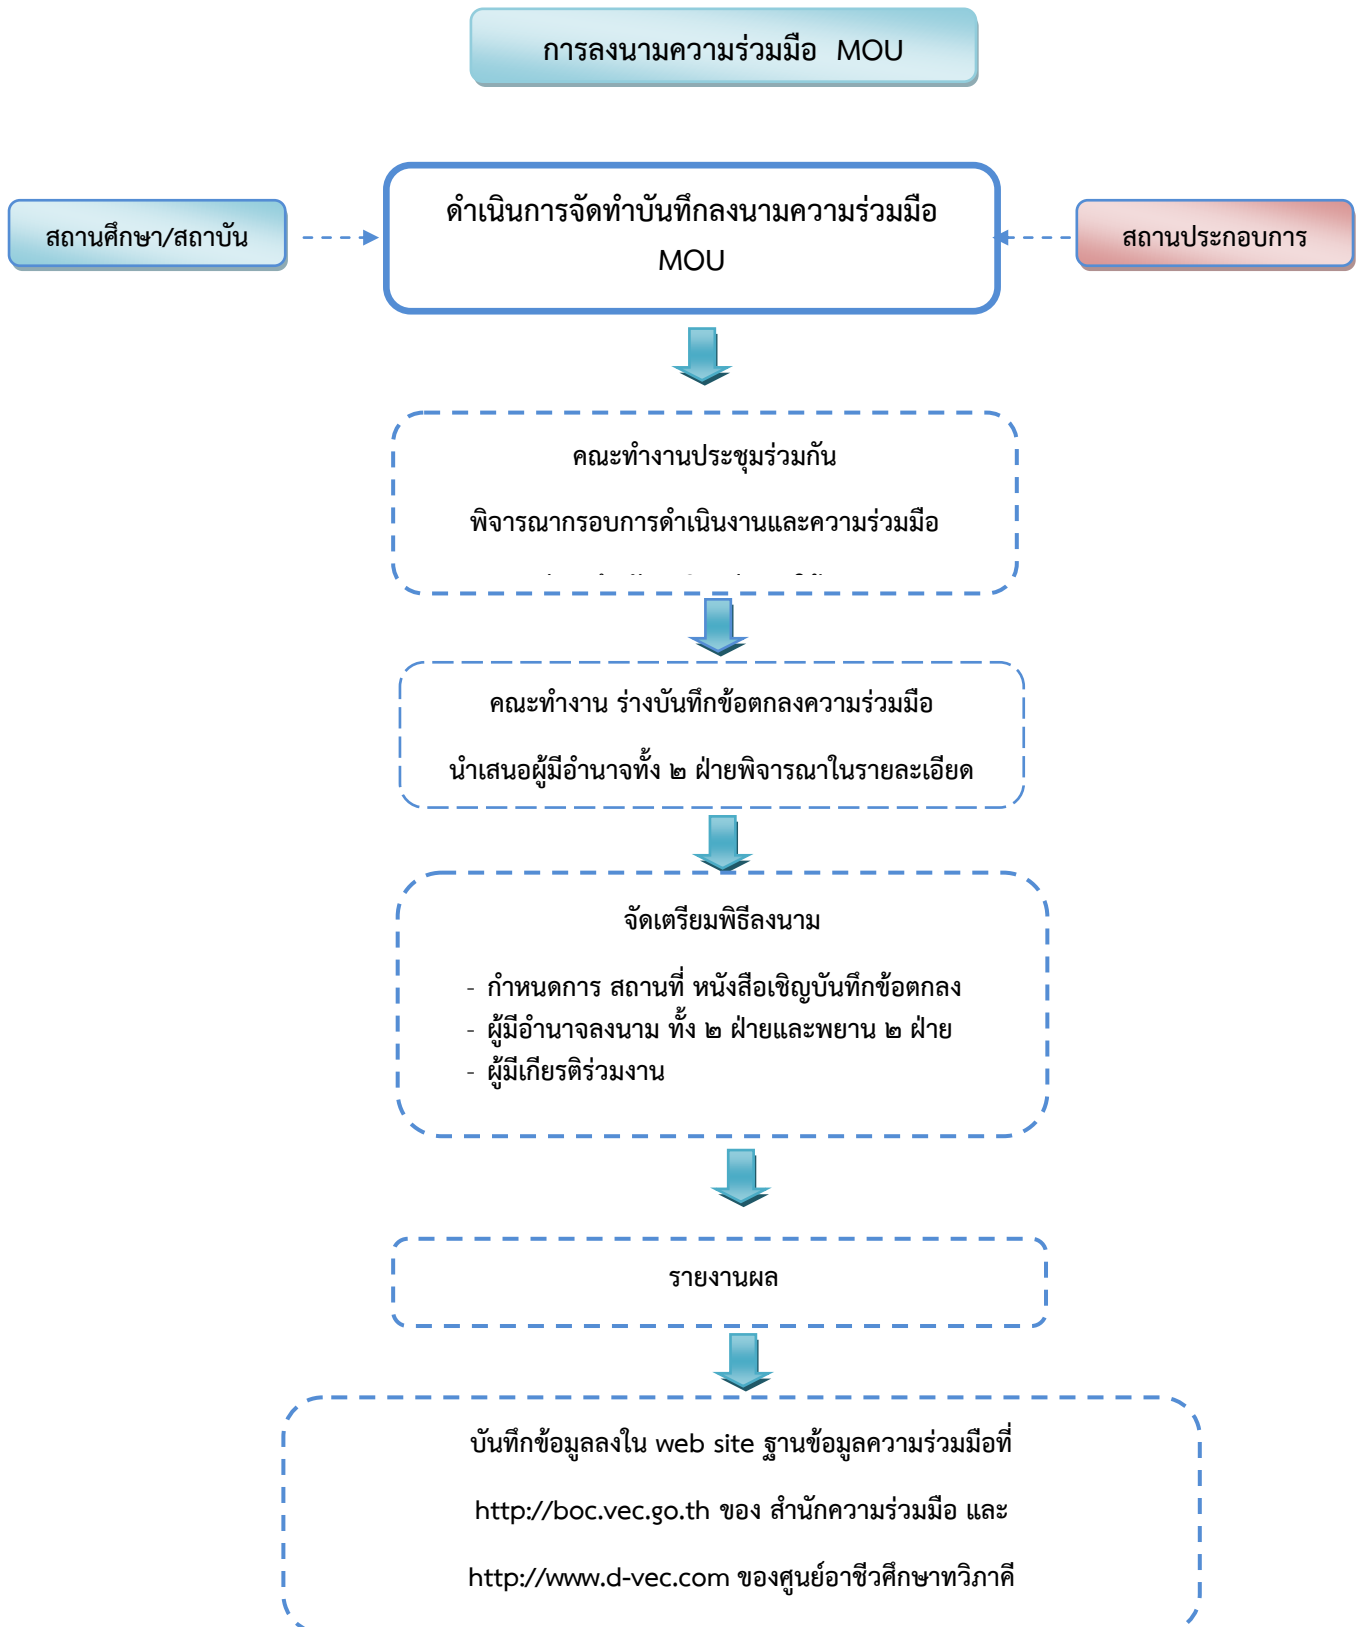 การลงนามความร่วมมือ MOU
สถานศึกษา/สถาบัน
ดำเนินการจัดทำบันทึกลงนามความร่วมมือ
MOU
สถานประกอบการ
คณะทำงานประชุมร่วมกัน
พิจารณากรอบการดำเนินงานและความร่วมมือ
คณะทำงาน ร่างบันทึกข้อตกลงความร่วมมือ
นำเสนอผู้มีอำนาจทั้ง ๒ ฝ่ายพิจารณาในรายละเอียด
จัดเตรียมพิธีลงนาม
- กำหนดการ สถานที่ หนังสือเชิญบันทึกข้อตกลง
- ผู้มีอำนาจลงนาม ทั้ง ๒ ฝ่ายและพยาน ๒ ฝ่าย
- ผู้มีเกียรติร่วมงาน
รายงานผล
บันทึกข้อมูลลงใน web site ฐานข้อมูลความร่วมมือที่
http://boc.vec.go.th ของ สำนักความร่วมมือ และ
http://www.d-vec.com ของศูนย์อาชีวศึกษาทวิภาคี